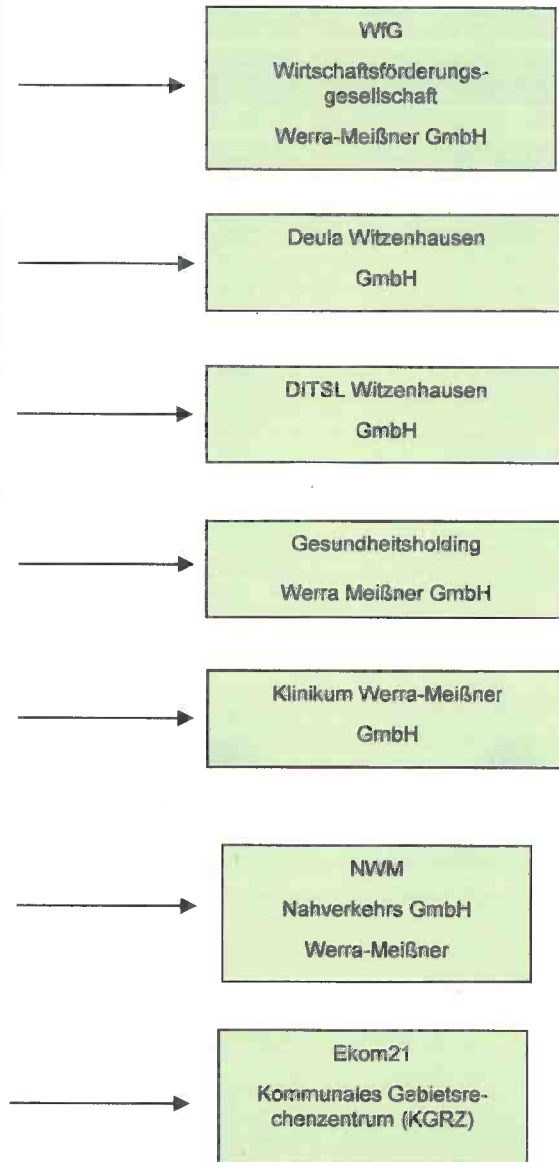 WfG
Wirtschaftsförderungs-
gesellschaft
Werra-Meißner GmbH
Deula Witzenhausen
GmbH
DITSL Witzenhausen
GmbH
Gesundheitsholding
Werra Meißner GmbH
Klinikum Werra-Meißner
GmbH
NWM
Nahverkehrs GmbH
Werra-Meißner
Ekom21
Kommunales Gebietsre-
chenzentrum (KGRZ)